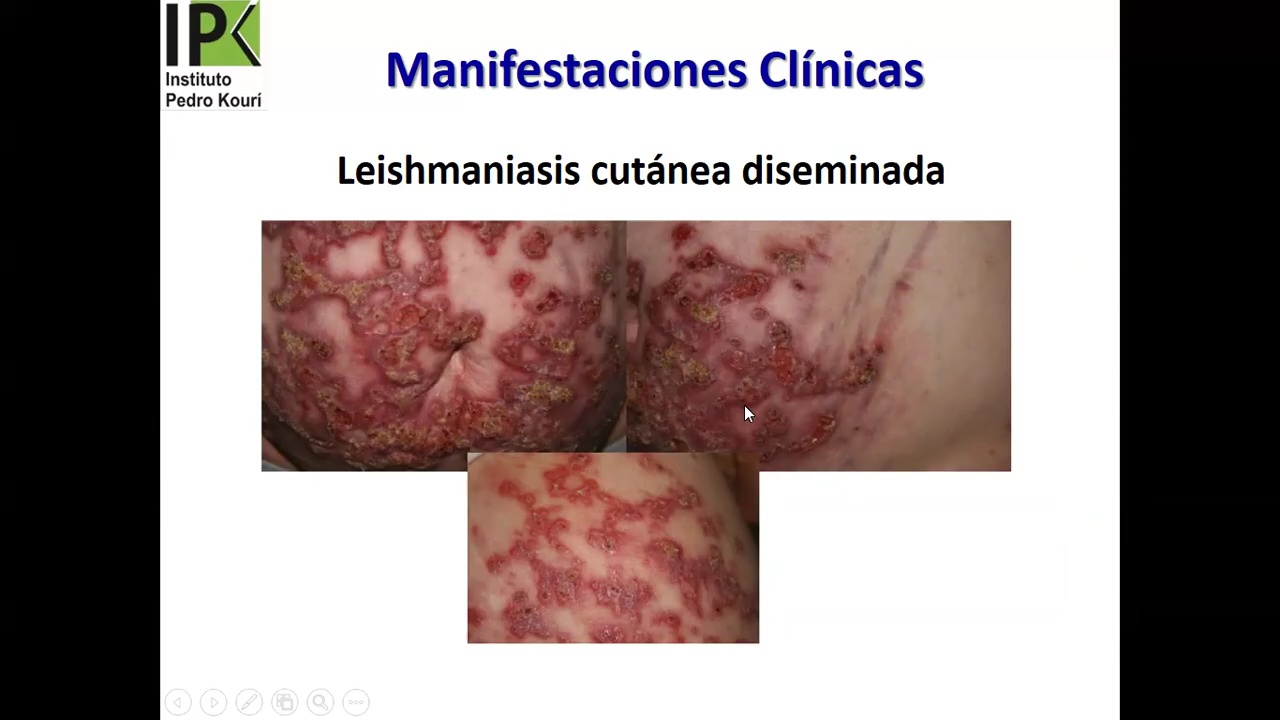 IPK
Instituto
Pedro Kourí
Manifestaciones Clínicas
Leishmaniasis cutánea diseminada